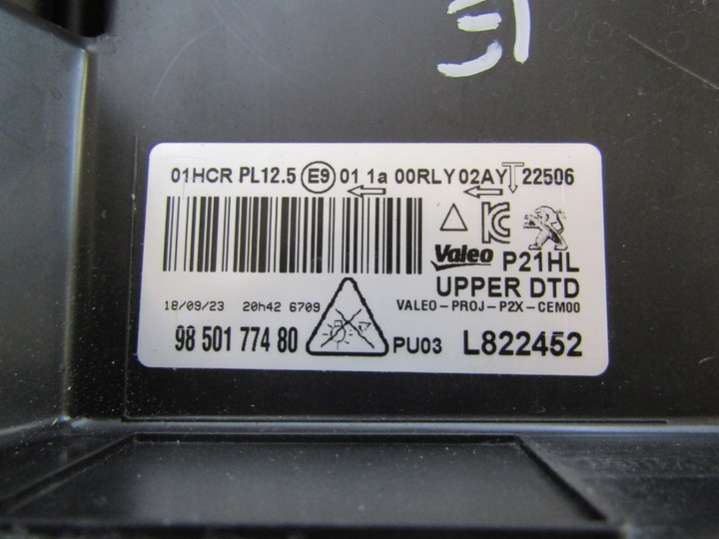 01HCR PL12.5 E9 01 1a 00RLY 02AY 22506
Valeo P21HL
UPPER DTD
18/09/23 20h42 6709
VALEO-PROJ-P2X-CEM00
98 501 774 80
PU03 L822452